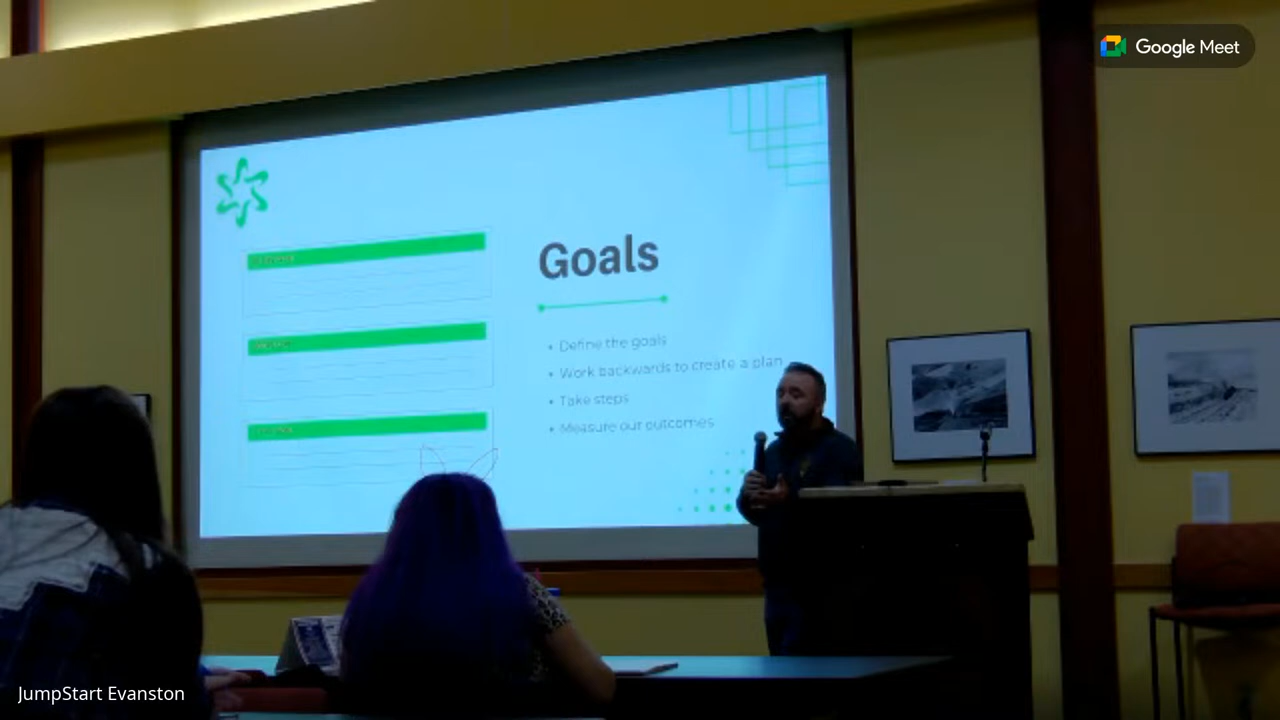 Google Meet
Goals
• Define the goals
• Work backwards to create a plan
• Take steps
• Measure our outcomes
JumpStart Evanston